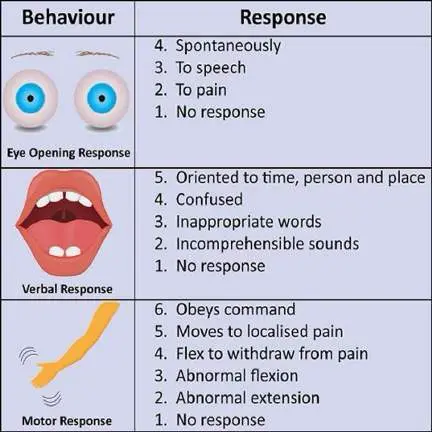 Behaviour
Response
4. Spontaneously
3. To speech
2. To pain
1. No response
Eye Opening Response
5. Oriented to time, person and place
4. Confused
3. Inappropriate words
2. Incomprehensible sounds
1. No response
Verbal Response
6. Obeys command
5. Moves to localised pain
4. Flex to withdraw from pain
3. Abnormal flexion
2. Abnormal extension
1. No response
Motor Response